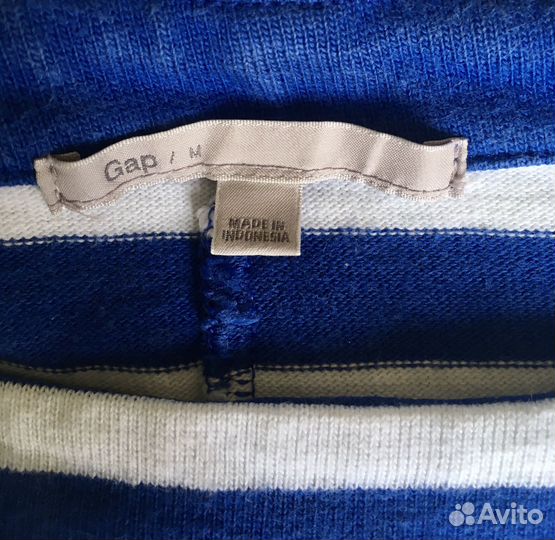 Gap / M
MADE IN
INDONESIA
Avito